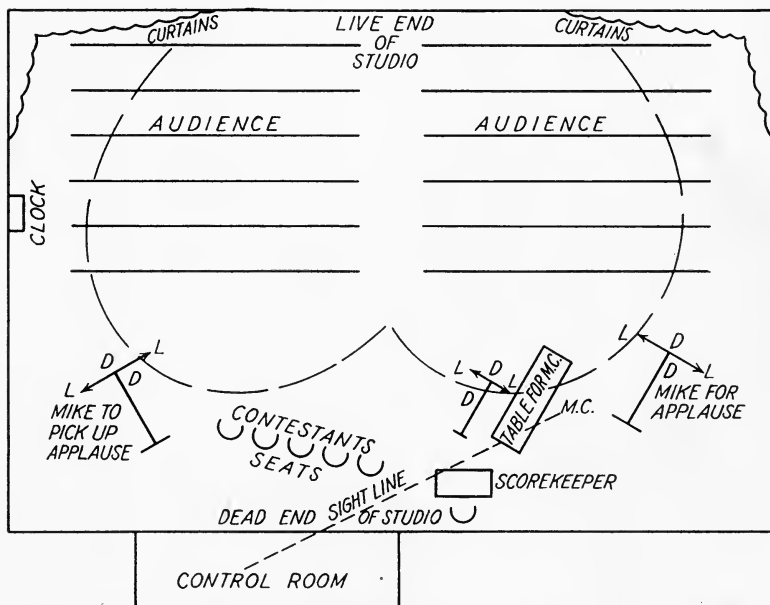 CURTAINS
LIVE END
OF
STUDIO
CURTAINS
AUDIENCE
AUDIENCE
CLOCK
L
D
D
L
MIKE TO
PICK UP
APPLAUSE
CONTESTANTS
SEATS
L
D
D
L
TABLE FOR M.C.
M.C.
L
D
D
L
MIKE FOR
APPLAUSE
SCOREKEEPER
SIGHT LINE
DEAD END OF STUDIO
CONTROL ROOM